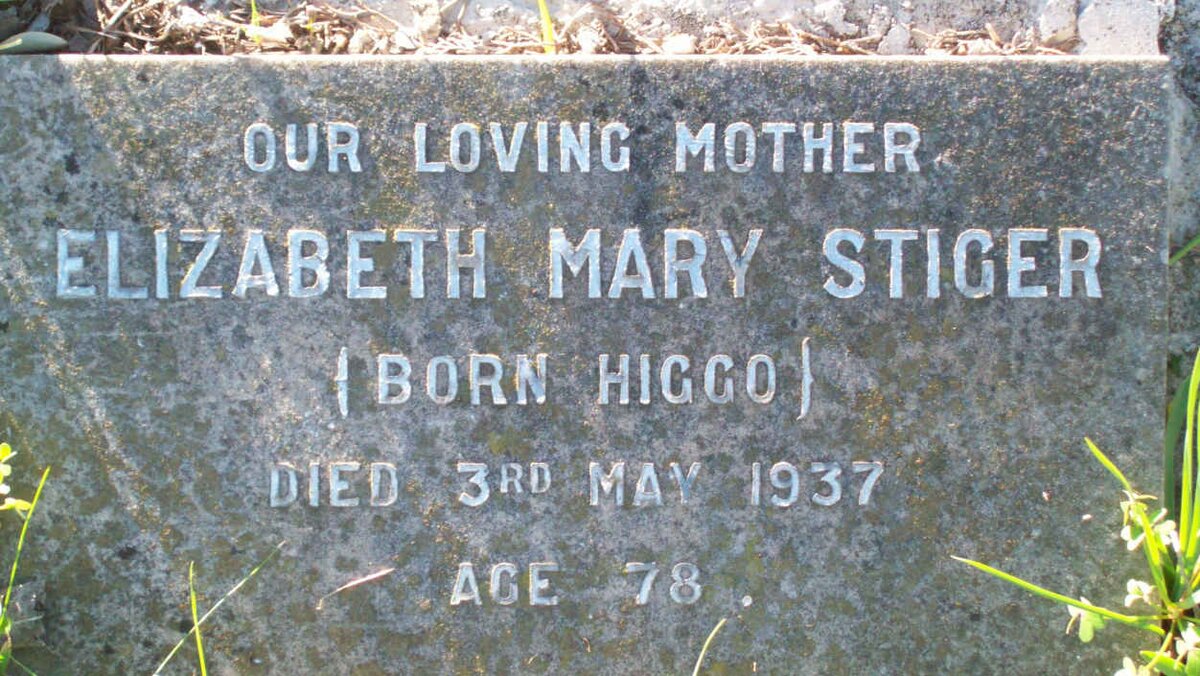 OUR LOVING MOTHER
ELIZABETH MARY STIGER
{BORN HIGGO}
DIED 3RD MAY 1937
AGE 78.